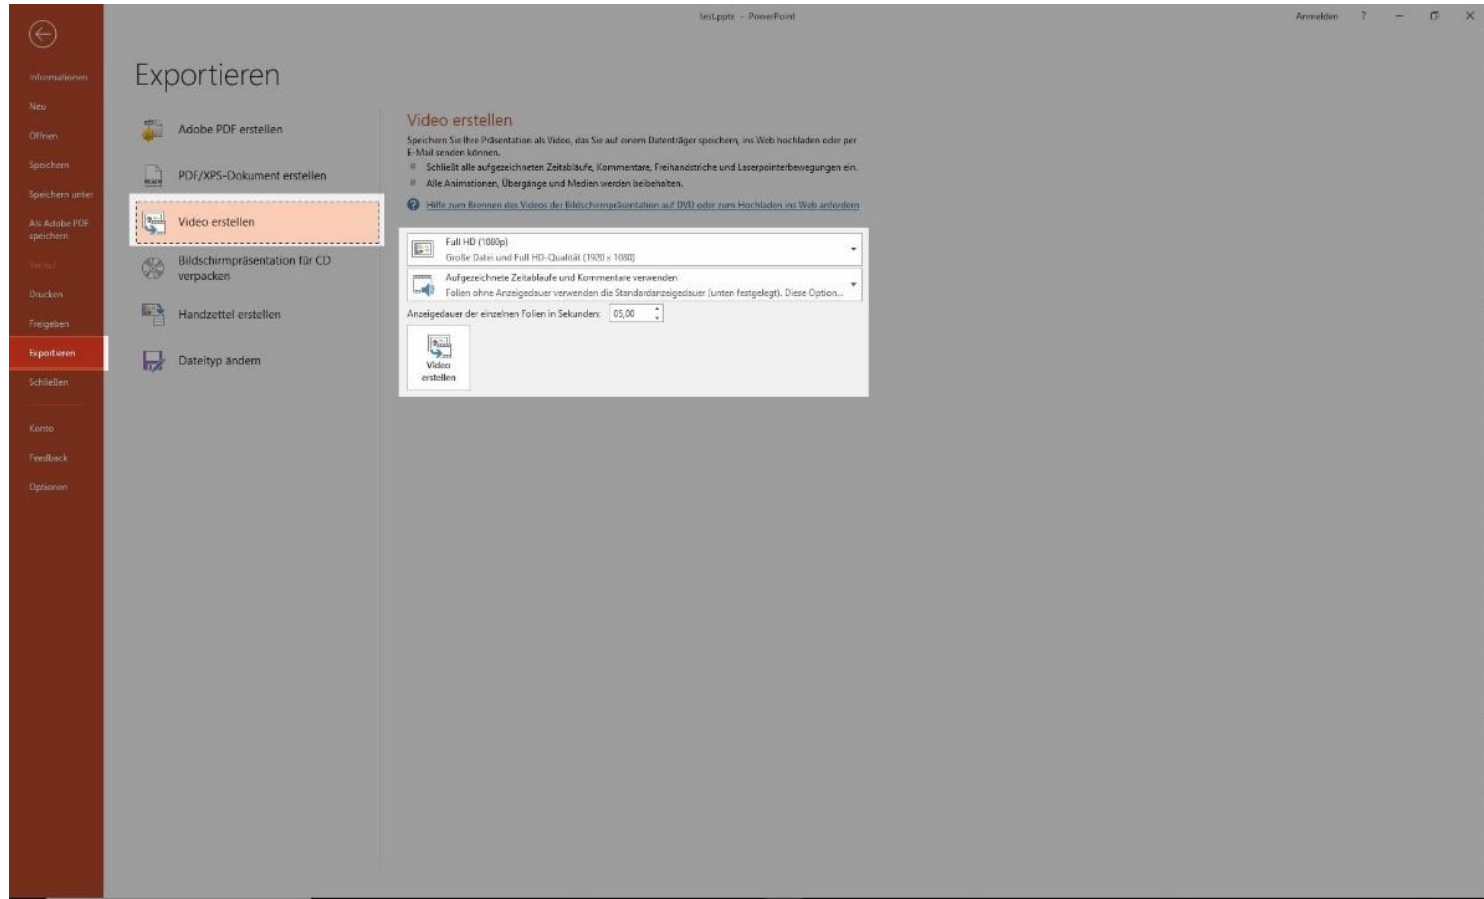 test.pptx - PowerPoint
Anmelden ?
Informationen
Neu
Öffnen
Speichern
Speichern unter
Als Adobe PDF
speichern
Verlauf
Drucken
Freigeben
Exportieren
Schließen
Konto
Feedback
Optionen
Exportieren
Adobe PDF erstellen
PDF/XPS-Dokument erstellen
Video erstellen
Bildschirmpräsentation für CD
verpacken
Handzettel erstellen
Dateityp ändern
Video erstellen
Speichern Sie Ihre Präsentation als Video, das Sie auf einem Datenträger speichern, ins Web hochladen oder per
E-Mail senden können.
Schließt alle aufgezeichneten Zeitabläufe, Kommentare, Freihandstriche und Laserpointerbewegungen ein.
Alle Animationen, Übergänge und Medien werden beibehalten.
Hilfe zum Brennen des Videos der Bildschirmpräsentation auf DVD oder zum Hochladen ins Web anfordern
Full HD (1080p)
Große Datei und Full HD-Qualität (1920 x 1080)
Aufgezeichnete Zeitabläufe und Kommentare verwenden
Folien ohne Anzeigedauer verwenden die Standardanzeigedauer (unten festgelegt). Diese Option...
Anzeigedauer der einzelnen Folien in Sekunden: 05,00
Video
erstellen